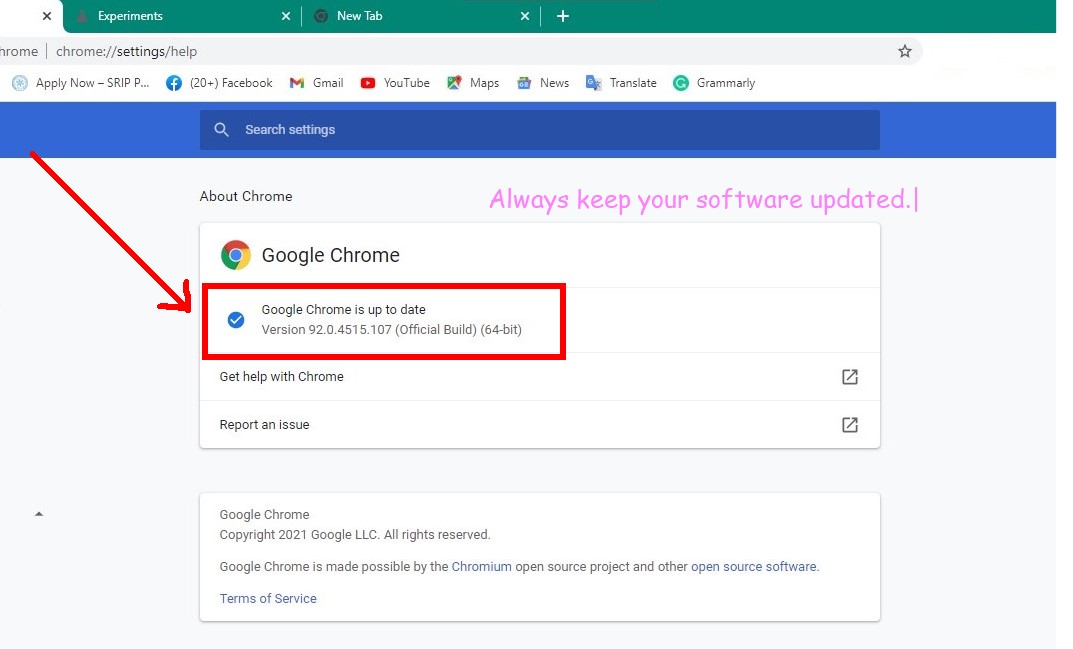 Experiments
New Tab
hrome | chrome://settings/help
Apply Now – SRIP P... (20+) Facebook Gmail YouTube Maps News Translate Grammarly
Search settings
About Chrome
Always keep your software updated.
Google Chrome
Google Chrome is up to date
Version 92.0.4515.107 (Official Build) (64-bit)
Get help with Chrome
Report an issue
Google Chrome
Copyright 2021 Google LLC. All rights reserved.
Google Chrome is made possible by the Chromium open source project and other open source software.
Terms of Service